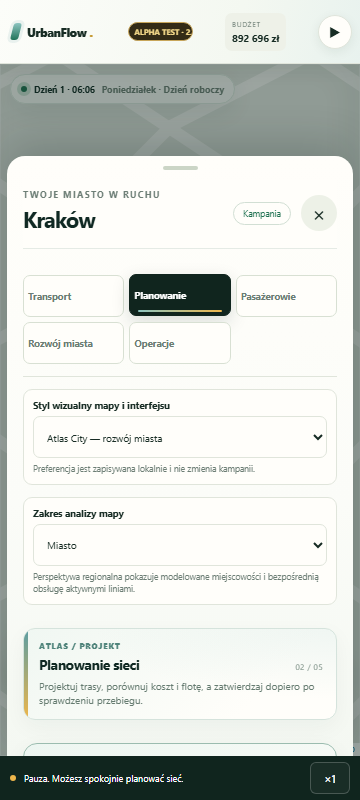 UrbanFlow.
ALPHA TEST · 2
BUDŻET
892 696 zł
Dzień 1 · 06:06 Poniedziałek · Dzień roboczy
TWOJE MIASTO W RUCHU
Kraków
Kampania
Transport
Planowanie
Pasażerowie
Rozwój miasta
Operacje
Styl wizualny mapy i interfejsu
Atlas City — rozwój miasta
Preferencja jest zapisywana lokalnie i nie zmienia kampanii.
Zakres analizy mapy
Miasto
Perspektywa regionalna pokazuje modelowane miejscowości i bezpośrednią
obsługę aktywnymi liniami.
ATLAS / PROJEKT
Planowanie sieci
02 / 05
Projektuj trasy, porównuj koszt i flotę, a zatwierdzaj dopiero po
sprawdzeniu przebiegu.
Pauza. Możesz spokojnie planować sieć.
×1